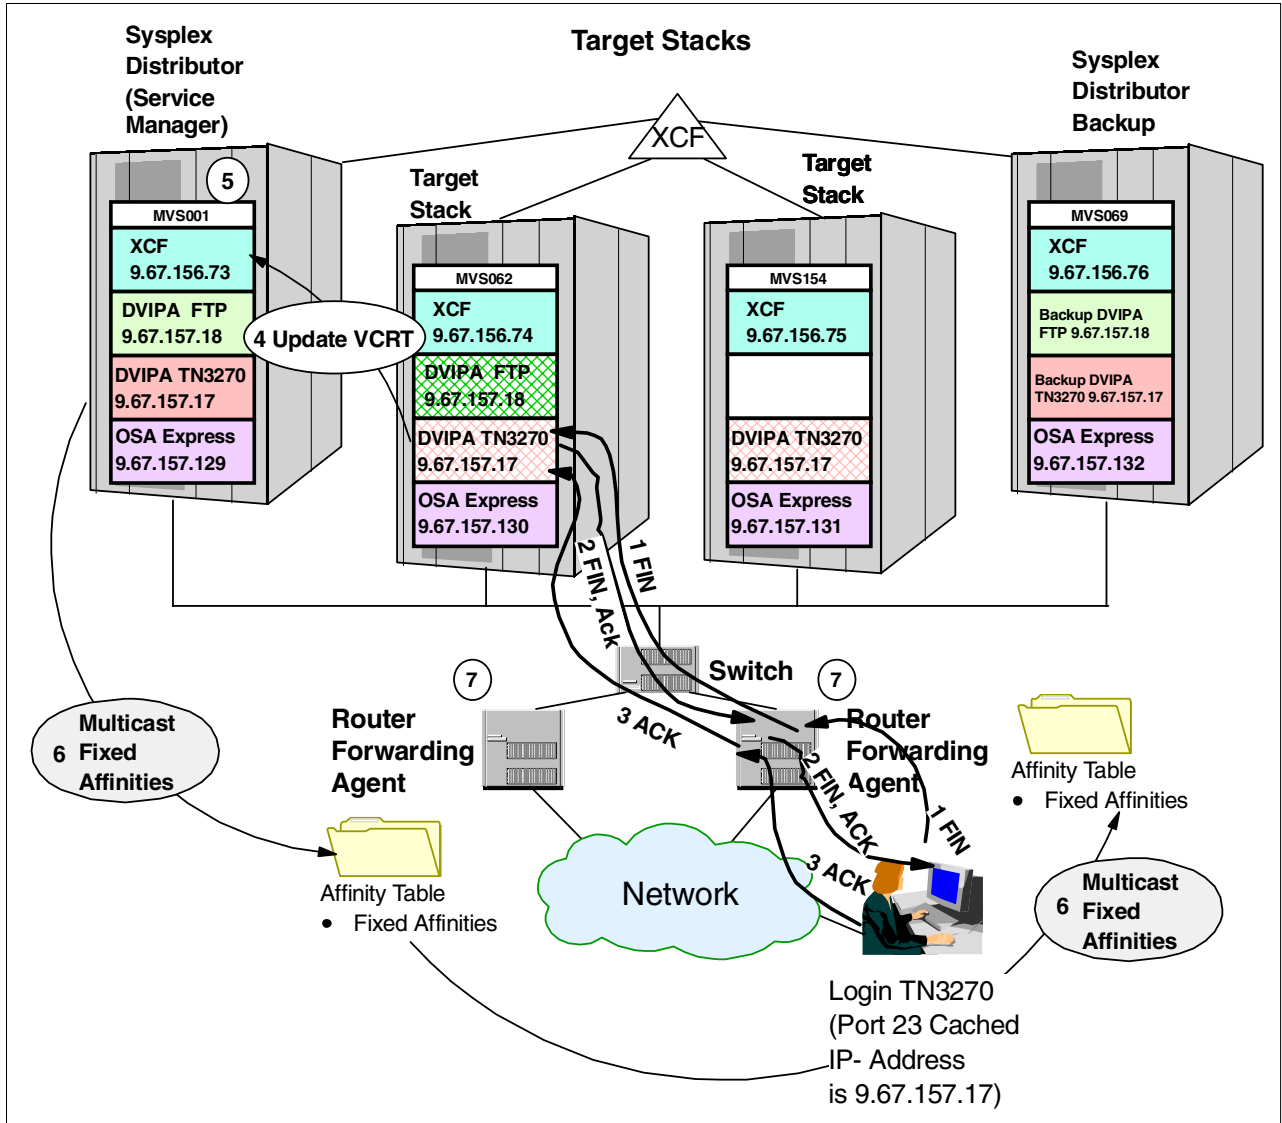 Sysplex
Distributor
(Service
Manager)
Target Stacks
Sysplex
Distributor
Backup
XCF
Target
Stack
Target
Stack
5
MVS001
XCF
9.67.156.73
DVIPA FTP
9.67.157.18
DVIPA TN3270
9.67.157.17
OSA Express
9.67.157.129
4 Update VCRT
MVS062
XCF
9.67.156.74
DVIPA FTP
9.67.157.18
DVIPA TN3270
9.67.157.17
OSA Express
9.67.157.130
MVS154
XCF
9.67.156.75
DVIPA TN3270
9.67.157.17
OSA Express
9.67.157.131
MVS069
XCF
9.67.156.76
Backup DVIPA
FTP 9.67.157.18
Backup DVIPA
TN3270 9.67.157.17
OSA Express
9.67.157.132
1 FIN
2 FIN, Ack
3 ACK
Switch
7
7
Router
Forwarding
Agent
Router
Forwarding
Agent
2 FIN, ACK
1 FIN
3 ACK
6 Multicast
Fixed
Affinities
Affinity Table
• Fixed Affinities
Affinity Table
• Fixed Affinities
Network
6 Multicast
Fixed
Affinities
Login TN3270
(Port 23 Cached
IP- Address
is 9.67.157.17)